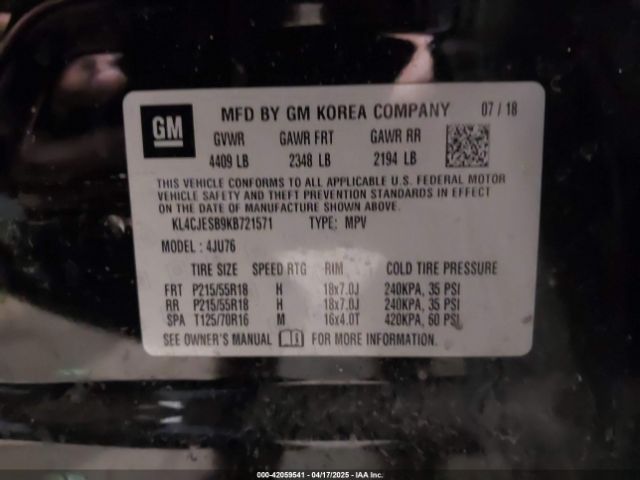 GM
MFD BY GM KOREA COMPANY 07 / 18
GVWR GAWR FRT GAWR RR
4409 LB 2348 LB 2194 LB
THIS VEHICLE CONFORMS TO ALL APPLICABLE U.S. FEDERAL MOTOR
VEHICLE SAFETY AND THEFT PREVENTION STANDARDS IN EFFECT
ON THE DATE OF MANUFACTURE SHOWN ABOVE.
KL4CJESB9KB721571 TYPE: MPV
MODEL : 4JU76
TIRE SIZE SPEED RTG RIM COLD TIRE PRESSURE
FRT P215/55R18 H 18x7.0J 240KPA, 35 PSI
RR P215/55R18 H 18x7.0J 240KPA, 35 PSI
SPA T125/70R16 M 16x4.0T 420KPA, 60 PSI
SEE OWNER'S MANUAL FOR MORE INFORMATION.
000-42059541 - 04/17/2025 - IAA Inc.